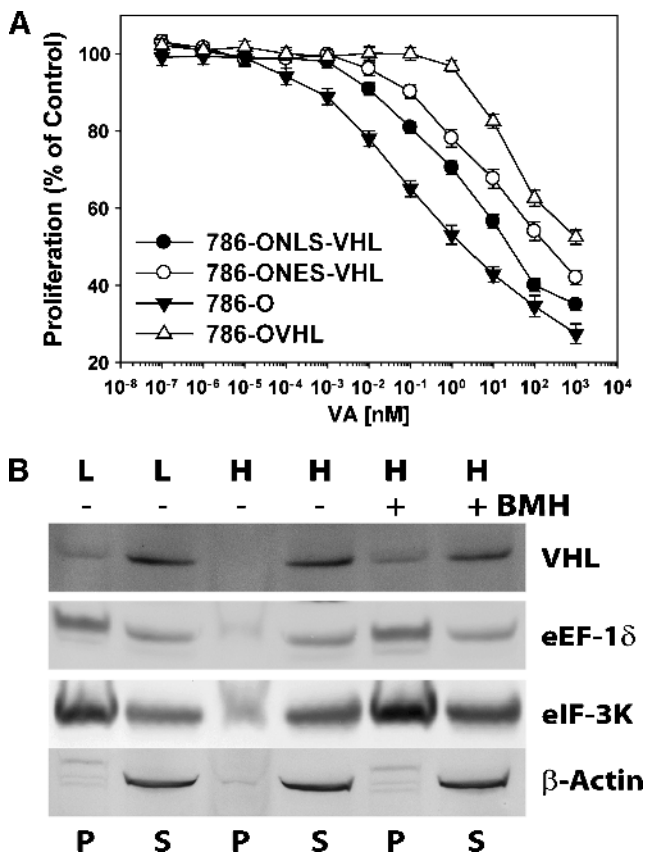 A
Proliferation (% of Control)
100
80
60
40
20
786-ONLS-VHL
786-ONES-VHL
786-O
786-OVHL
10⁻⁸ 10⁻⁷ 10⁻⁶ 10⁻⁵ 10⁻⁴ 10⁻³ 10⁻² 10⁻¹ 10⁰ 10¹ 10² 10³ 10⁴
VA [nM]
B L L H H H H
- - - - + + BMH
VHL
eEF-1δ
eIF-3K
β-Actin
P S P S P S